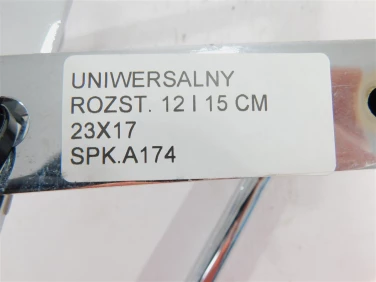 UNIWERSALNY
ROZST. 12 I 15 CM
23X17
SPK.A174